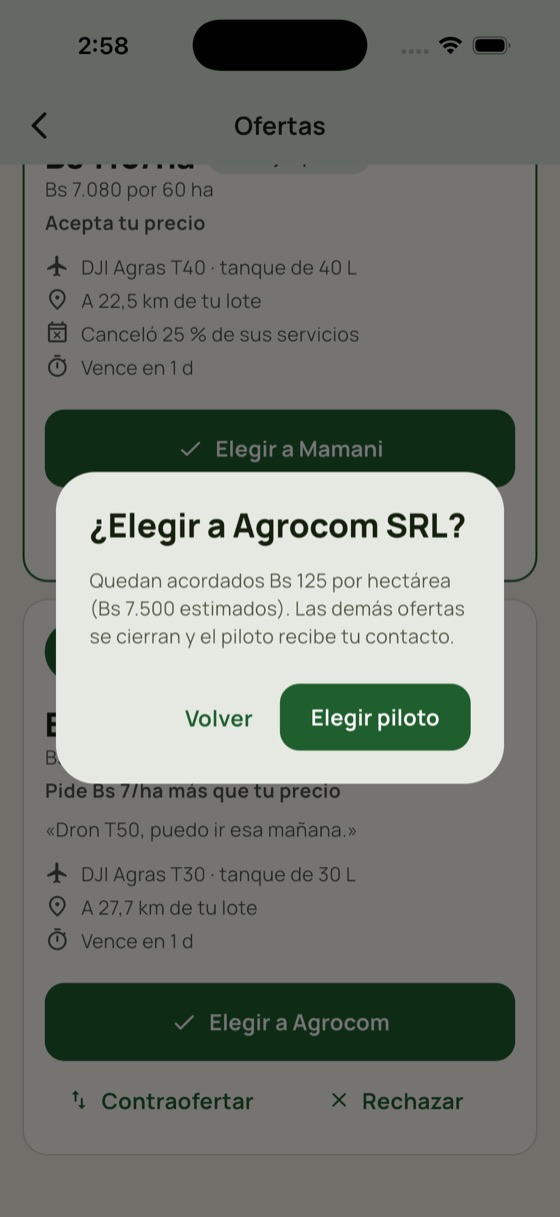 2:58
Ofertas
Bs 7.080 por 60 ha
Acepta tu precio
DJI Agras T40 · tanque de 40 L
A 22,5 km de tu lote
Canceló 25 % de sus servicios
Vence en 1 d
Elegir a Mamani
¿Elegir a Agrocom SRL?
Quedan acordados Bs 125 por hectárea
(Bs 7.500 estimados). Las demás ofertas
se cierran y el piloto recibe tu contacto.
Volver
Elegir piloto
Pide Bs 7/ha más que tu precio
«Dron T50, puedo ir esa mañana.»
DJI Agras T30 · tanque de 30 L
A 27,7 km de tu lote
Vence en 1 d
Elegir a Agrocom
Contraofertar
Rechazar